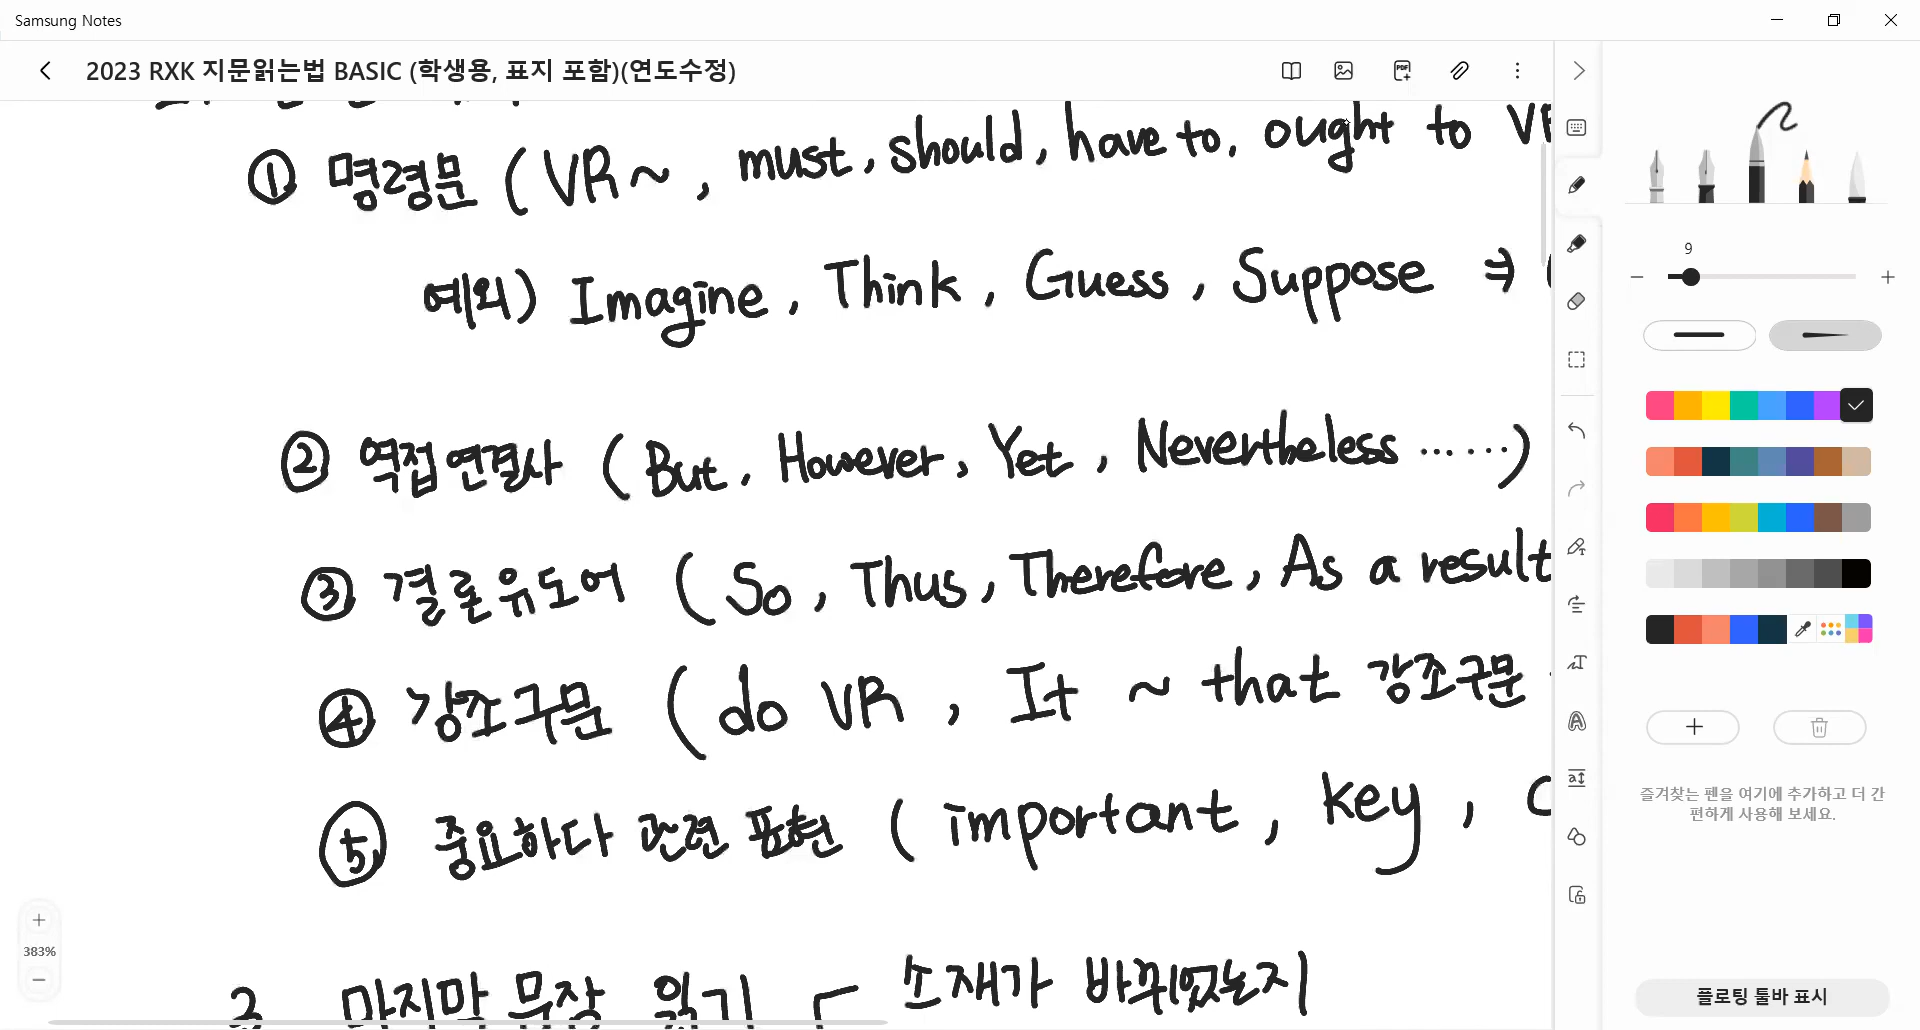 Samsung Notes
2023 RXK 지문읽는법 BASIC (학생용, 표지 포함)(연도수정)
① 명령문 (VR ~, must, should, have to, ought to VR
예외) Imagine, Think, Guess, Suppose ⇒
② 역접 연결사 (But, However, Yet, Nevertheless ......)
③ 결론유도어 (So, Thus, Therefore, As a result
④ 강조구문 (do VR, It ~ that 강조구문
⑤ 중요하다 관련 표현 (important, key,
3. 마지막 문장 읽기
소재가 바뀌었는지
9
383%
즐겨찾는 펜을 여기에 추가하고 더 간
편하게 사용해 보세요.
플로팅 툴바 표시